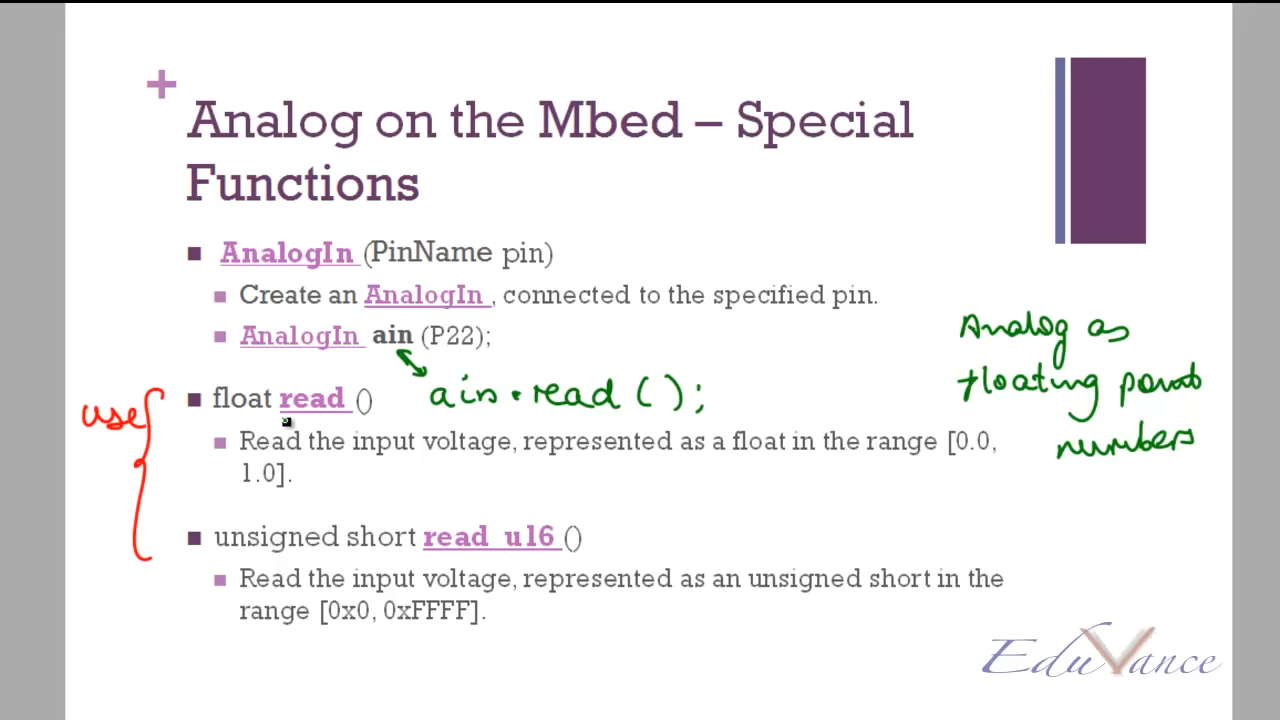 +
Analog on the Mbed – Special
Functions
AnalogIn (PinName pin)
Create an AnalogIn , connected to the specified pin.
AnalogIn ain (P22);
Analog as
floating point
numbers
use
float read ()
ain.read();
Read the input voltage, represented as a float in the range [0.0,
1.0].
unsigned short read_u16 ()
Read the input voltage, represented as an unsigned short in the
range [0x0, 0xFFFF].
EduVance